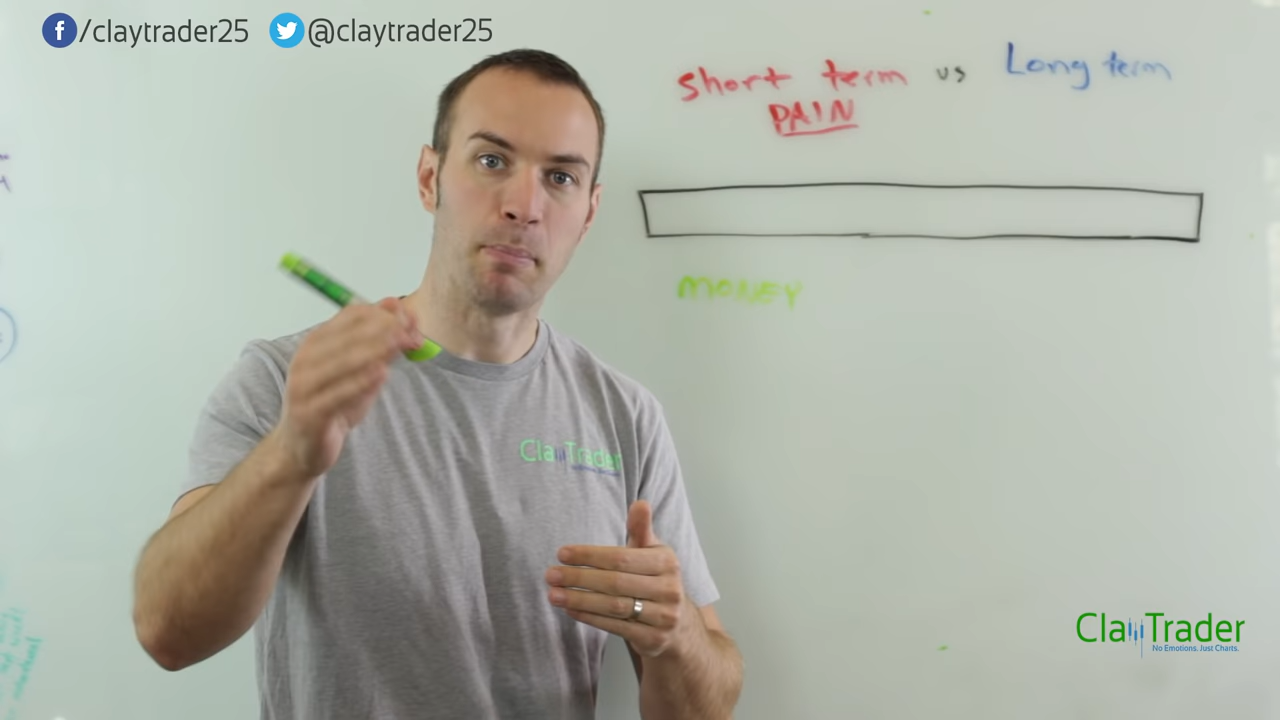 /claytrader25 @claytrader25
short term vs Long term
PAIN
MONEY
ClayTrader
ClayTrader
No Emotions. Just Charts.